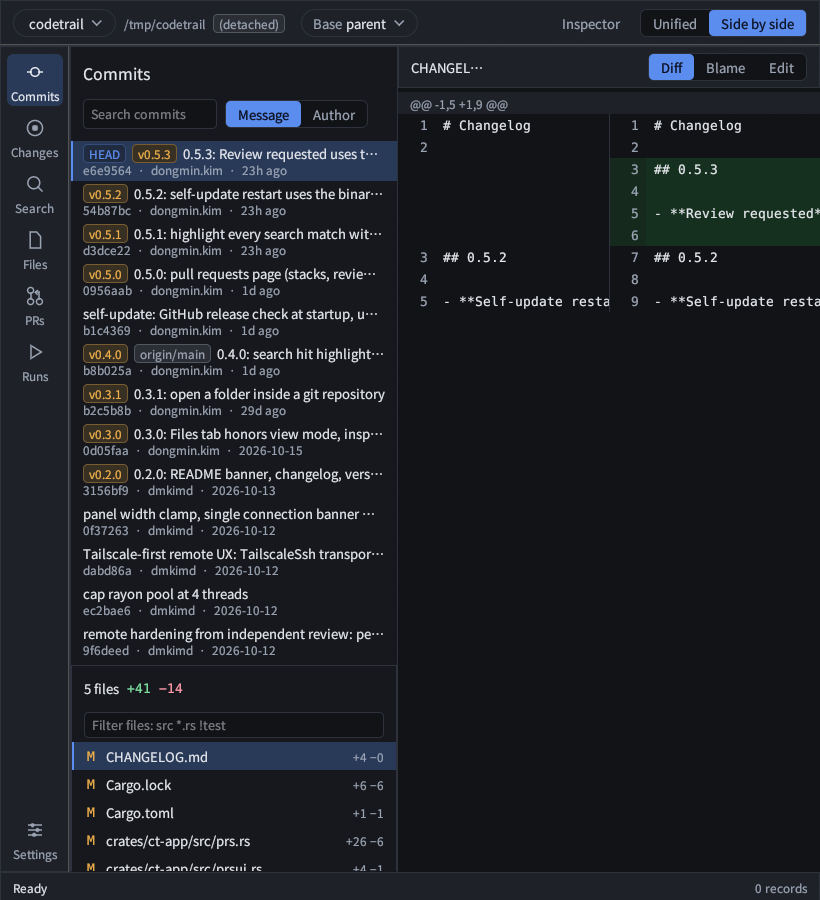 codetrail /tmp/codetrail (detached) Base parent Inspector Unified Side by side
Commits
Changes
Search
Files
PRs
Runs
Settings
Commits
Search commits Message Author
HEAD v0.5.3 0.5.3: Review requested uses t…
e6e9564 · dongmin.kim · 23h ago
v0.5.2 0.5.2: self-update restart uses the binar…
54b87bc · dongmin.kim · 23h ago
v0.5.1 0.5.1: highlight every search match wit…
d3dce22 · dongmin.kim · 23h ago
v0.5.0 0.5.0: pull requests page (stacks, revie…
0956aab · dongmin.kim · 1d ago
self-update: GitHub release check at startup, u…
b1c4369 · dongmin.kim · 1d ago
v0.4.0 origin/main 0.4.0: search hit highlight…
b8b025a · dongmin.kim · 1d ago
v0.3.1 0.3.1: open a folder inside a git repository
b2c5b8b · dongmin.kim · 29d ago
v0.3.0 0.3.0: Files tab honors view mode, insp…
0d05faa · dongmin.kim · 2026-10-15
v0.2.0 0.2.0: README banner, changelog, vers…
3156bf9 · dmkimd · 2026-10-13
panel width clamp, single connection banner …
0f37263 · dmkimd · 2026-10-12
Tailscale-first remote UX: TailscaleSsh transpor…
dabd86a · dmkimd · 2026-10-12
cap rayon pool at 4 threads
ec2bae6 · dmkimd · 2026-10-12
remote hardening from independent review: pe…
9f6deed · dmkimd · 2026-10-12
5 files +41 −14
Filter files: src *.rs !test
M CHANGELOG.md +4 −0
M Cargo.lock +6 −6
M Cargo.toml +1 −1
M crates/ct-app/src/prs.rs +26 −6
M crates/ct-app/src/prsui.rs +4 −1
CHANGEL… Diff Blame Edit
@@ -1,5 +1,9 @@
1 # Changelog 1 # Changelog
2 2
3 ## 0.5.3
4
5 - **Review requested*
6
3 ## 0.5.2 7 ## 0.5.2
4 8
5 - **Self-update resta 9 - **Self-update resta
Ready 0 records